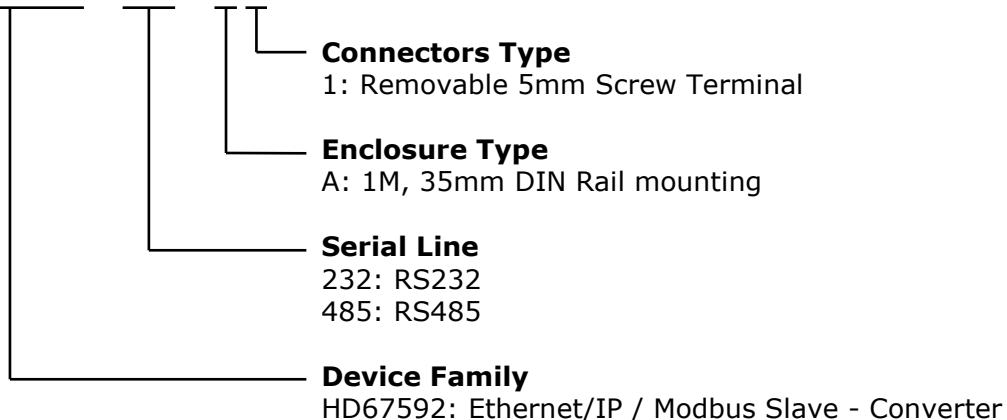 Connectors Type
1: Removable 5mm Screw Terminal
Enclosure Type
A: 1M, 35mm DIN Rail mounting
Serial Line
232: RS232
485: RS485
Device Family
HD67592: Ethernet/IP / Modbus Slave - Converter